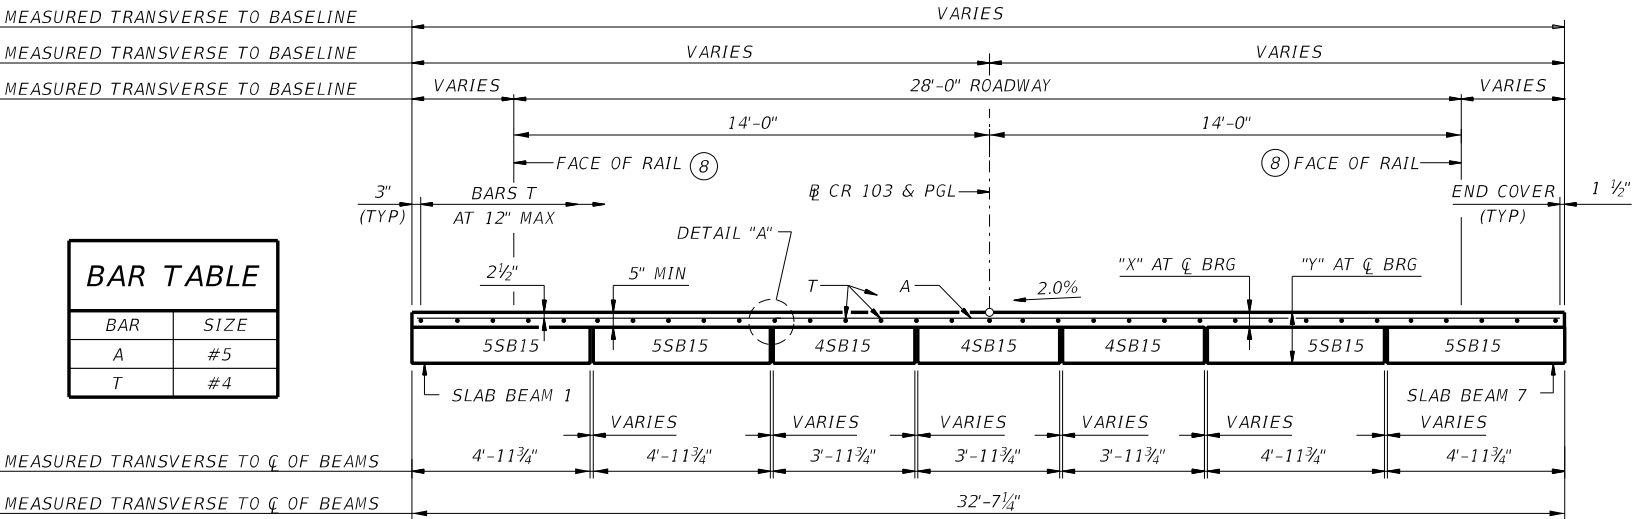 MEASURED TRANSVERSE TO BASELINE
VARIES
MEASURED TRANSVERSE TO BASELINE
VARIES
VARIES
MEASURED TRANSVERSE TO BASELINE
VARIES
28'-0" ROADWAY
VARIES
14'-0"
14'-0"
FACE OF RAIL 8
8 FACE OF RAIL
3"
(TYP)
BARS T
AT 12" MAX
℄ CR 103 & PGL
END COVER
(TYP)
1 ½"
DETAIL "A"
BAR TABLE
BAR SIZE
A #5
T #4
2½"
5" MIN
T
A
2.0%
"X" AT ℄ BRG
"Y" AT ℄ BRG
5SB15
5SB15
4SB15
4SB15
4SB15
5SB15
5SB15
SLAB BEAM 1
SLAB BEAM 7
VARIES
VARIES
VARIES
VARIES
VARIES
VARIES
MEASURED TRANSVERSE TO ℄ OF BEAMS
4'-11¾"
4'-11¾"
3'-11¾"
3'-11¾"
3'-11¾"
4'-11¾"
4'-11¾"
MEASURED TRANSVERSE TO ℄ OF BEAMS
32'-7¼"